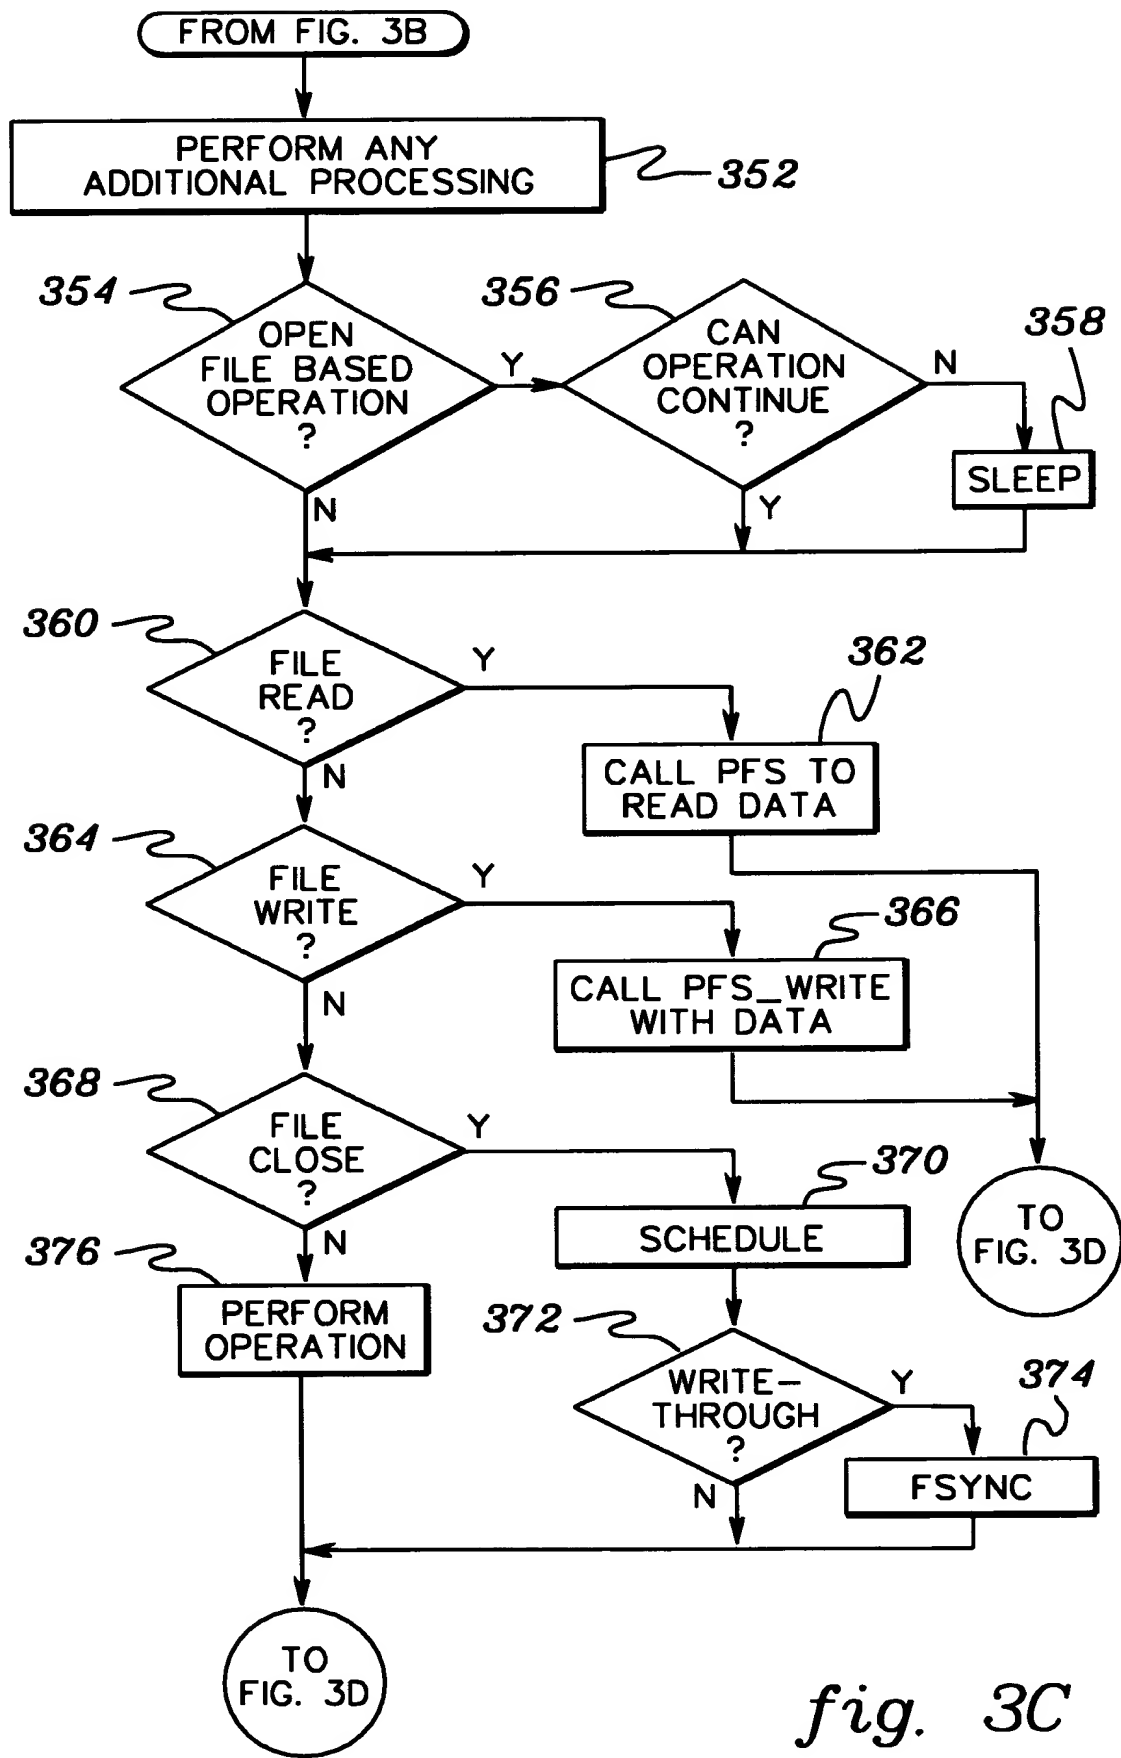 FROM FIG. 3B
PERFORM ANY
ADDITIONAL PROCESSING
352
354
OPEN
FILE BASED
OPERATION
?
Y
N
356
CAN
OPERATION
CONTINUE
?
N
Y
358
SLEEP
360
FILE
READ
?
Y
N
362
CALL PFS TO
READ DATA
364
FILE
WRITE
?
Y
N
366
CALL PFS_WRITE
WITH DATA
368
FILE
CLOSE
?
Y
N
370
SCHEDULE
TO
FIG. 3D
376
PERFORM
OPERATION
372
WRITE-
THROUGH
?
Y
N
374
FSYNC
TO
FIG. 3D
fig. 3C